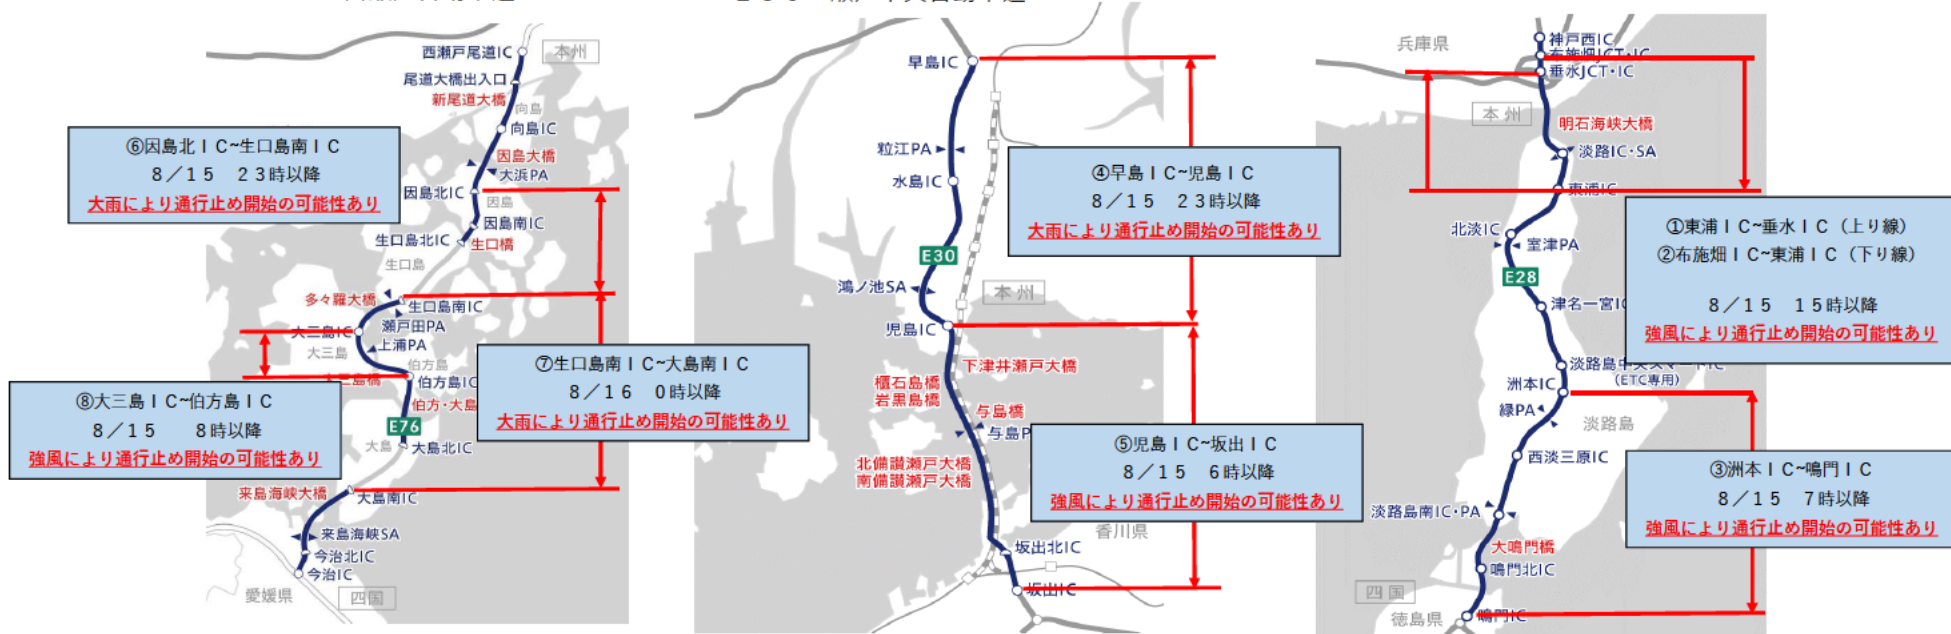 西瀬戸尾道IC
本州
尾道大橋出入口
新尾道大橋
向島
向島IC
⑥因島北ＩＣ~生口島南ＩＣ
８／１５　２３時以降
大雨により通行止め開始の可能性あり
因島大橋
大浜PA
因島北IC
因島
因島南IC
生口島北IC
生口橋
生口島
多々羅大橋
生口島南IC
瀬戸田PA
大三島IC
上浦PA
大三島
伯方島
大三島橋
伯方島IC
伯方・大島
⑧大三島ＩＣ~伯方島ＩＣ
８／１５　８時以降
強風により通行止め開始の可能性あり
E76
大島
大島北IC
⑦生口島南ＩＣ~大島南ＩＣ
８／１６　０時以降
大雨により通行止め開始の可能性あり
来島海峡大橋
大島南IC
来島海峡SA
今治北IC
今治IC
愛媛県
四国
早島IC
粒江PA
水島IC
④早島ＩＣ~児島ＩＣ
８／１５　２３時以降
大雨により通行止め開始の可能性あり
E30
鴻ノ池SA
本州
児島IC
下津井瀬戸大橋
櫃石島橋
岩黒島橋
与島橋
与島P
北備讃瀬戸大橋
南備讃瀬戸大橋
⑤児島ＩＣ~坂出ＩＣ
８／１５　６時以降
強風により通行止め開始の可能性あり
香川県
坂出北IC
坂出IC
兵庫県
神戸西IC
布施畑JCT・IC
垂水JCT・IC
本州
明石海峡大橋
淡路IC・SA
東浦IC
①東浦ＩＣ~垂水ＩＣ（上り線）
②布施畑ＩＣ~東浦ＩＣ（下り線）
８／１５　１５時以降
強風により通行止め開始の可能性あり
北淡IC
室津PA
E28
津名一宮IC
淡路島中央スマートIC
(ETC専用)
洲本IC
緑PA
淡路島
西淡三原IC
③洲本ＩＣ~鳴門ＩＣ
８／１５　７時以降
強風により通行止め開始の可能性あり
淡路島南IC・PA
大鳴門橋
鳴門北IC
四国
徳島県
鳴門IC